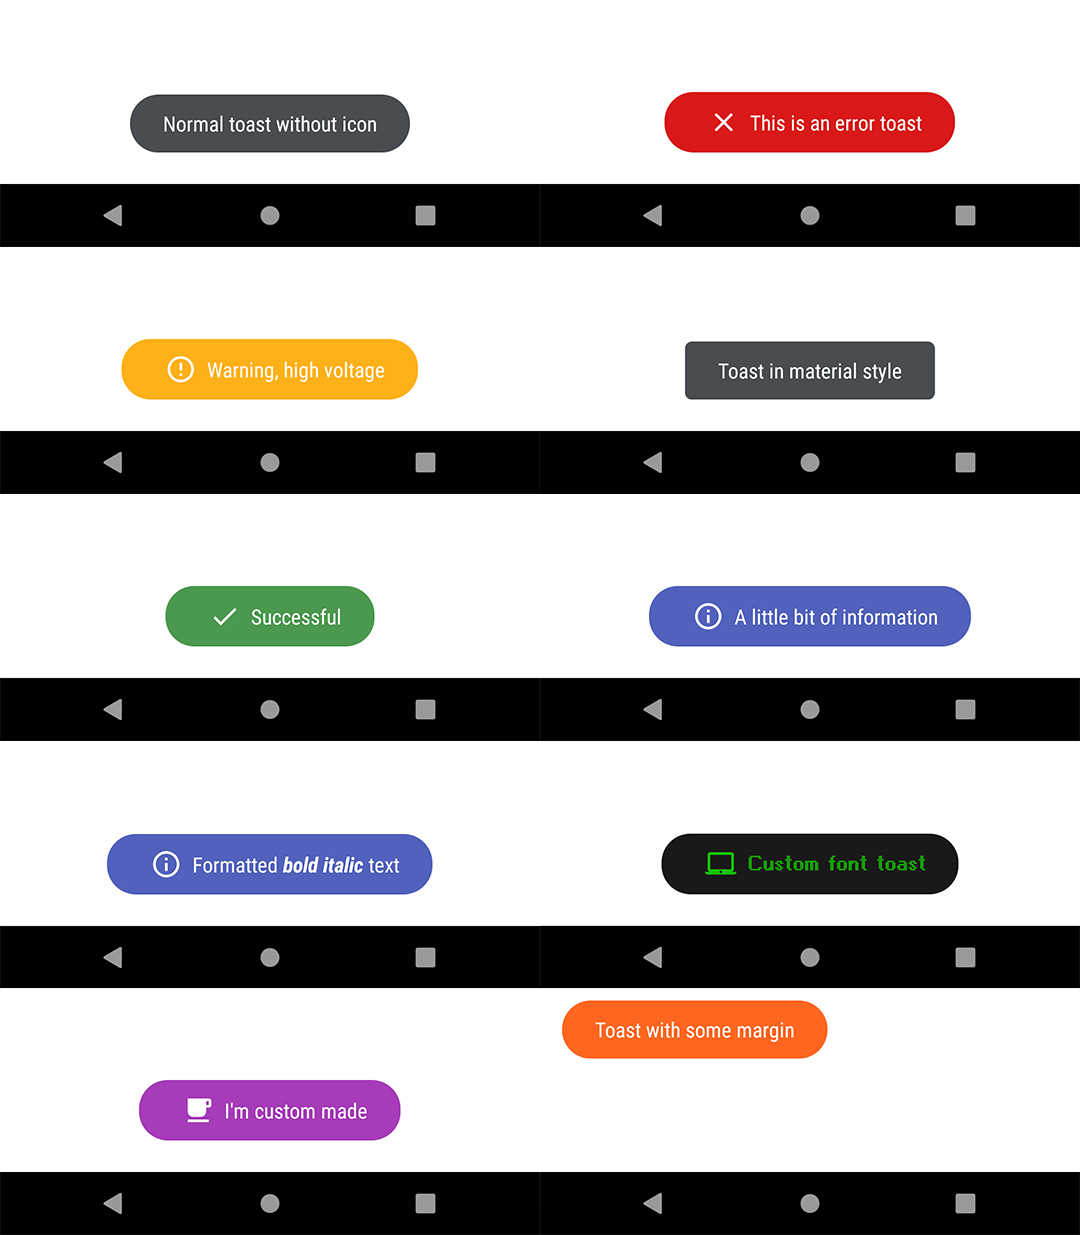 Normal toast without icon
This is an error toast
Warning, high voltage
Toast in material style
Successful
A little bit of information
Formatted bold italic text
Custom font toast
Toast with some margin
I'm custom made